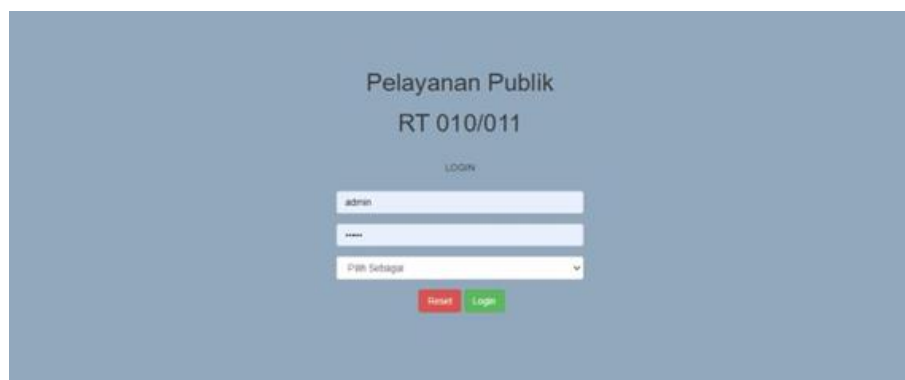 Pelayanan Publik
RT 010/011
LOGIN
admin
•••••
Pilih Sebagai
Reset Login